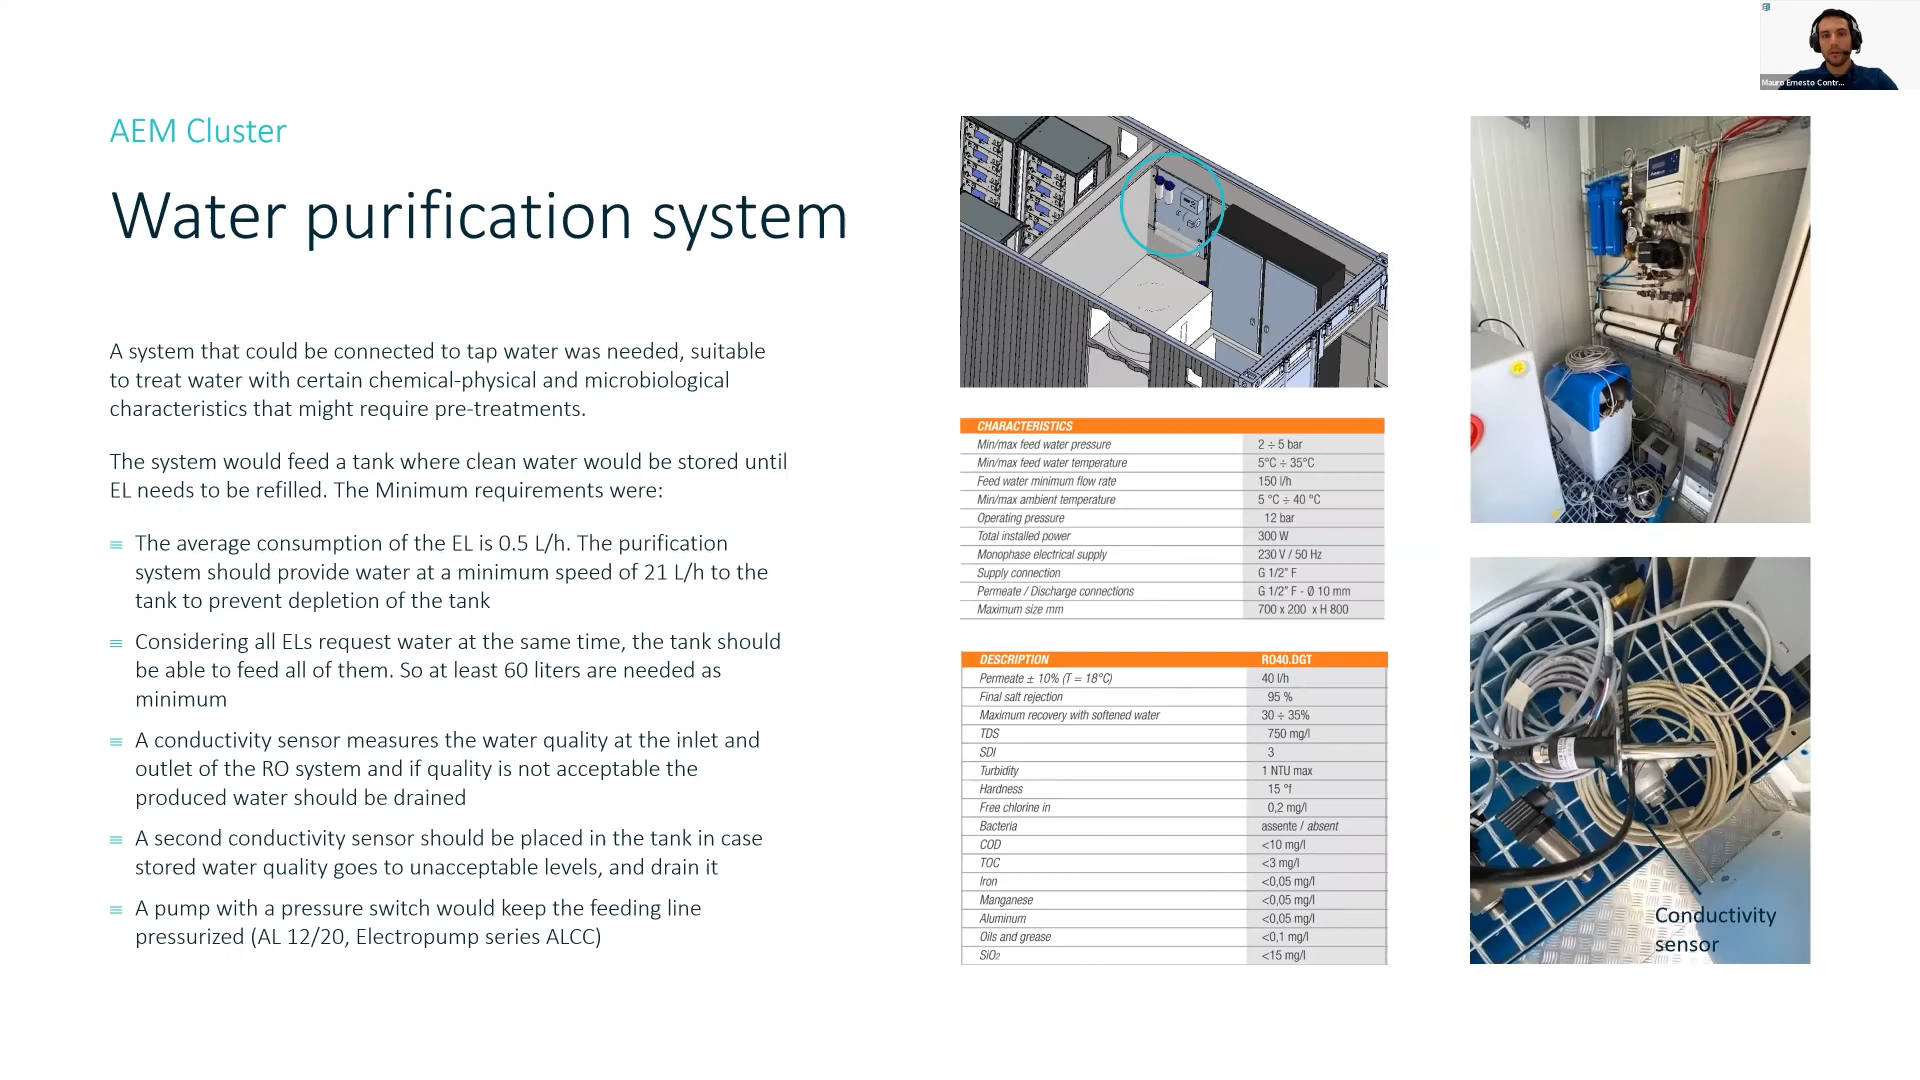 Mauro Ernesto Contr...
AEM Cluster
Water purification system
A system that could be connected to tap water was needed, suitable
to treat water with certain chemical-physical and microbiological
characteristics that might require pre-treatments.
The system would feed a tank where clean water would be stored until
EL needs to be refilled. The Minimum requirements were:
The average consumption of the EL is 0.5 L/h. The purification
system should provide water at a minimum speed of 21 L/h to the
tank to prevent depletion of the tank
Considering all ELs request water at the same time, the tank should
be able to feed all of them. So at least 60 liters are needed as
minimum
A conductivity sensor measures the water quality at the inlet and
outlet of the RO system and if quality is not acceptable the
produced water should be drained
A second conductivity sensor should be placed in the tank in case
stored water quality goes to unacceptable levels, and drain it
A pump with a pressure switch would keep the feeding line
pressurized (AL 12/20, Electropump series ALCC)
CHARACTERISTICS
Min/max feed water pressure 2 ÷ 5 bar
Min/max feed water temperature 5°C ÷ 35°C
Feed water minimum flow rate 150 l/h
Min/max ambient temperature 5 °C ÷ 40 °C
Operating pressure 12 bar
Total installed power 300 W
Monophase electrical supply 230 V / 50 Hz
Supply connection G 1/2" F
Permeate / Discharge connections G 1/2" F - Ø 10 mm
Maximum size mm 700 x 200 x H 800
DESCRIPTION RO40.DGT
Permeate ± 10% (T = 18°C) 40 l/h
Final salt rejection 95 %
Maximum recovery with softened water 30 ÷ 35%
TDS 750 mg/l
SDI 3
Turbidity 1 NTU max
Hardness 15 °f
Free chlorine in 0,2 mg/l
Bacteria assente / absent
COD <10 mg/l
TOC <3 mg/l
Iron <0,05 mg/l
Manganese <0,05 mg/l
Aluminum <0,05 mg/l
Oils and grease <0,1 mg/l
SiO2 <15 mg/l
Conductivity
sensor